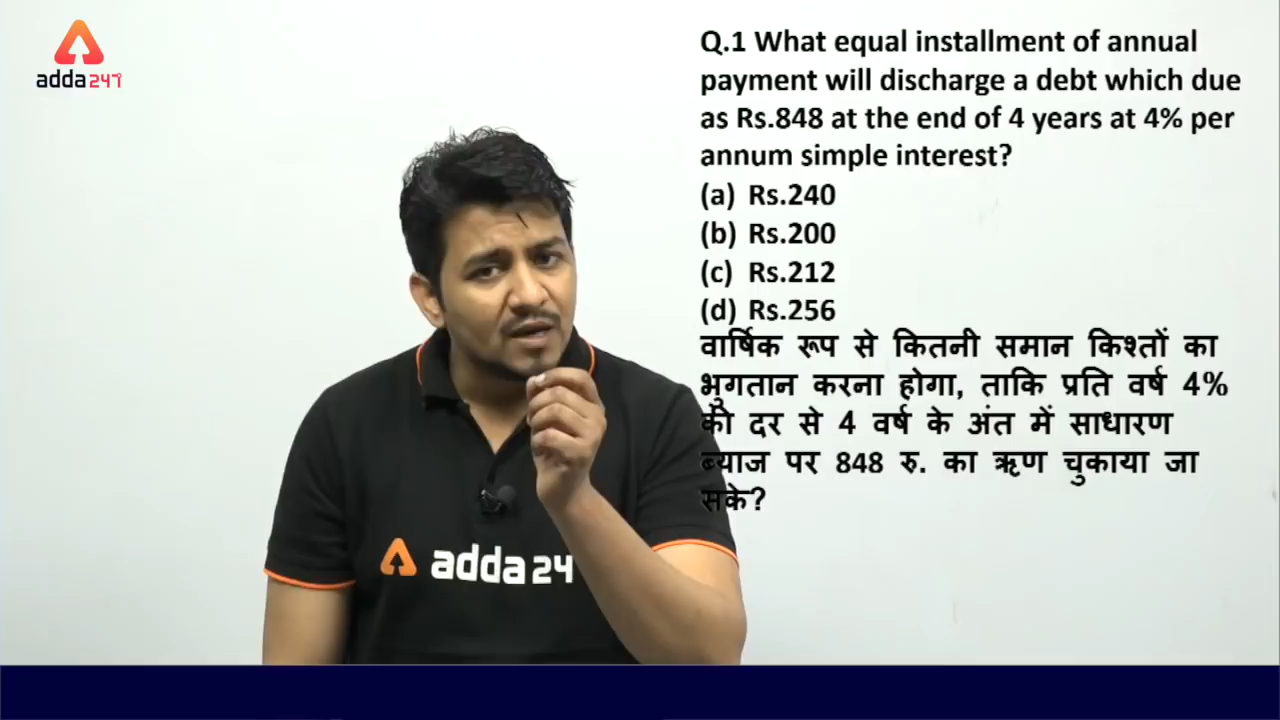 adda247
Q.1 What equal installment of annual
payment will discharge a debt which due
as Rs.848 at the end of 4 years at 4% per
annum simple interest?
(a) Rs.240
(b) Rs.200
(c) Rs.212
(d) Rs.256
वार्षिक रूप से कितनी समान किश्तों का
भुगतान करना होगा, ताकि प्रति वर्ष 4%
की दर से 4 वर्ष के अंत में साधारण
ब्याज पर 848 रु. का ऋण चुकाया जा
सके?
adda24